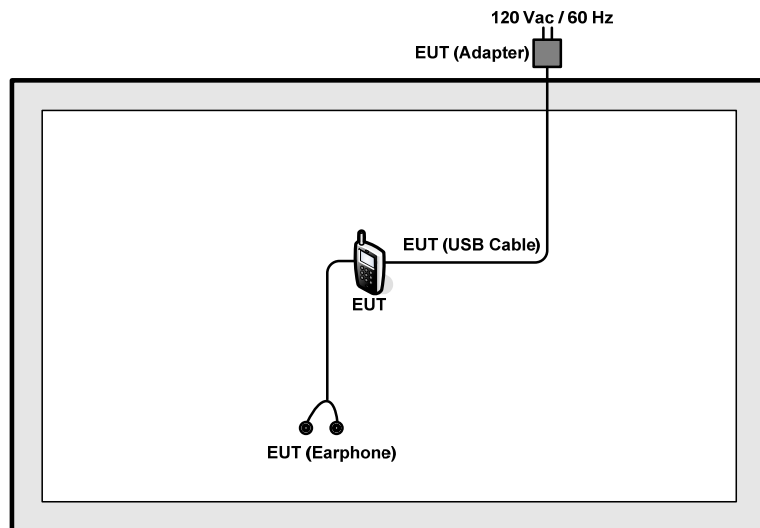 120 Vac / 60 Hz
EUT (Adapter)
EUT (USB Cable)
EUT
EUT (Earphone)